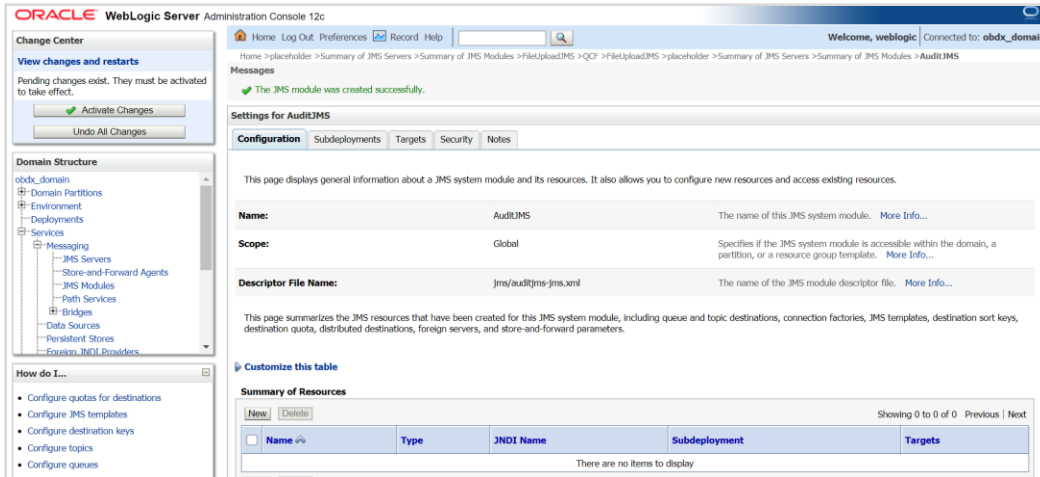 ORACLE WebLogic Server Administration Console 12c
Change Center
View changes and restarts
Pending changes exist. They must be activated
to take effect.
Activate Changes
Undo All Changes
Domain Structure
obdx_domain
Domain Partitions
Environment
Deployments
Services
Messaging
JMS Servers
Store-and-Forward Agents
JMS Modules
Path Services
Bridges
Data Sources
Persistent Stores
Foreign JNDI Providers
How do I...
Configure quotas for destinations
Configure JMS templates
Configure destination keys
Configure topics
Configure queues
Home Log Out Preferences Record Help
Welcome, weblogic Connected to: obdx_domai
Home >placeholder >Summary of JMS Servers >Summary of JMS Modules >FileUploadJMS >QCF >FileUploadJMS >placeholder >Summary of JMS Servers >Summary of JMS Modules >AuditJMS
Messages
The JMS module was created successfully.
Settings for AuditJMS
Configuration Subdeployments Targets Security Notes
This page displays general information about a JMS system module and its resources. It also allows you to configure new resources and access existing resources.
Name: AuditJMS The name of this JMS system module. More Info...
Scope: Global Specifies if the JMS system module is accessible within the domain, a
partition, or a resource group template. More Info...
Descriptor File Name: jms/auditjms-jms.xml The name of the JMS module descriptor file. More Info...
This page summarizes the JMS resources that have been created for this JMS system module, including queue and topic destinations, connection factories, JMS templates, destination sort keys,
destination quota, distributed destinations, foreign servers, and store-and-forward parameters.
Customize this table
Summary of Resources
New Delete Showing 0 to 0 of 0 Previous | Next
Name Type JNDI Name Subdeployment Targets
There are no items to display